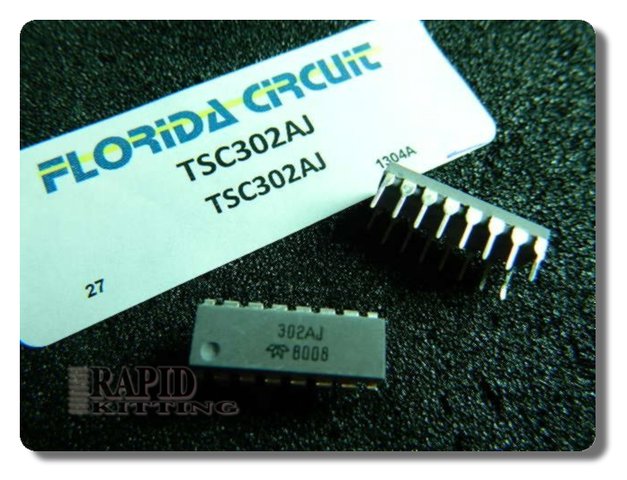 FLORIDA CIRCUIT
TSC302AJ
TSC302AJ
1304A
27
302AJ
8008
RAPID
KITTING